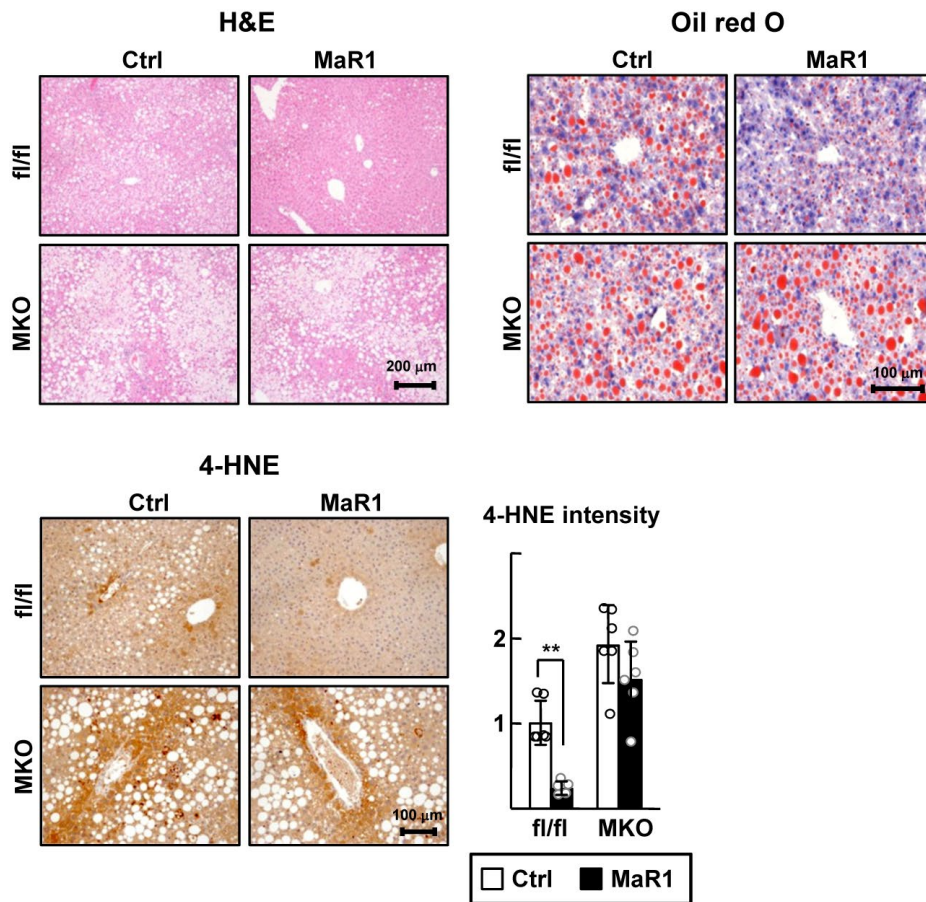 H&E
Ctrl MaR1
fl/fl
MKO
200 μm
Oil red O
Ctrl MaR1
fl/fl
MKO
100 μm
4-HNE
Ctrl MaR1
fl/fl
MKO
100 μm
4-HNE intensity
2
1
**
fl/fl MKO
Ctrl MaR1